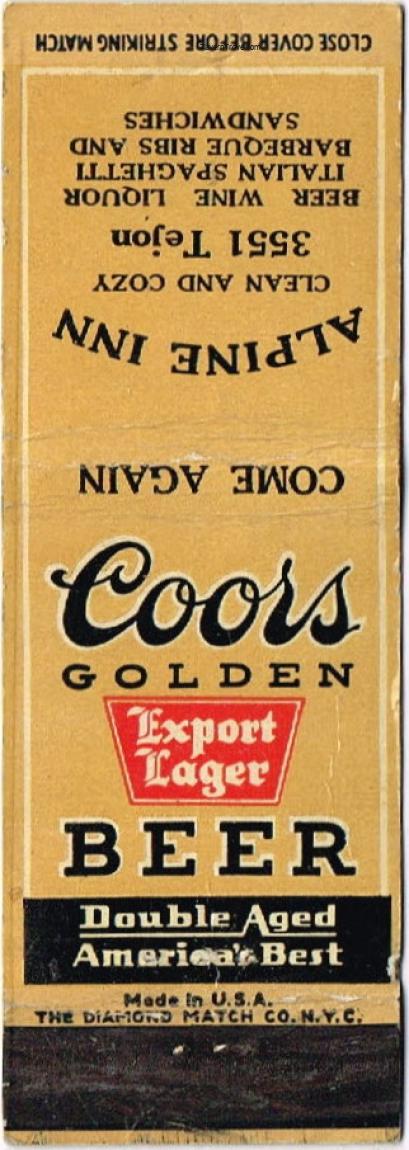 CLOSE COVER BEFORE STRIKING MATCH
COME AGAIN
ALPINE INN
CLEAN AND COZY
3551 Tejon
BEER WINE LIQUOR
ITALIAN SPAGHETTI
BARBEQUE RIBS AND
SANDWICHES
Coors
GOLDEN
Export
Lager
BEER
Double Aged
America's Best
Made in U.S.A.
THE DIAMOND MATCH CO. N.Y.C.